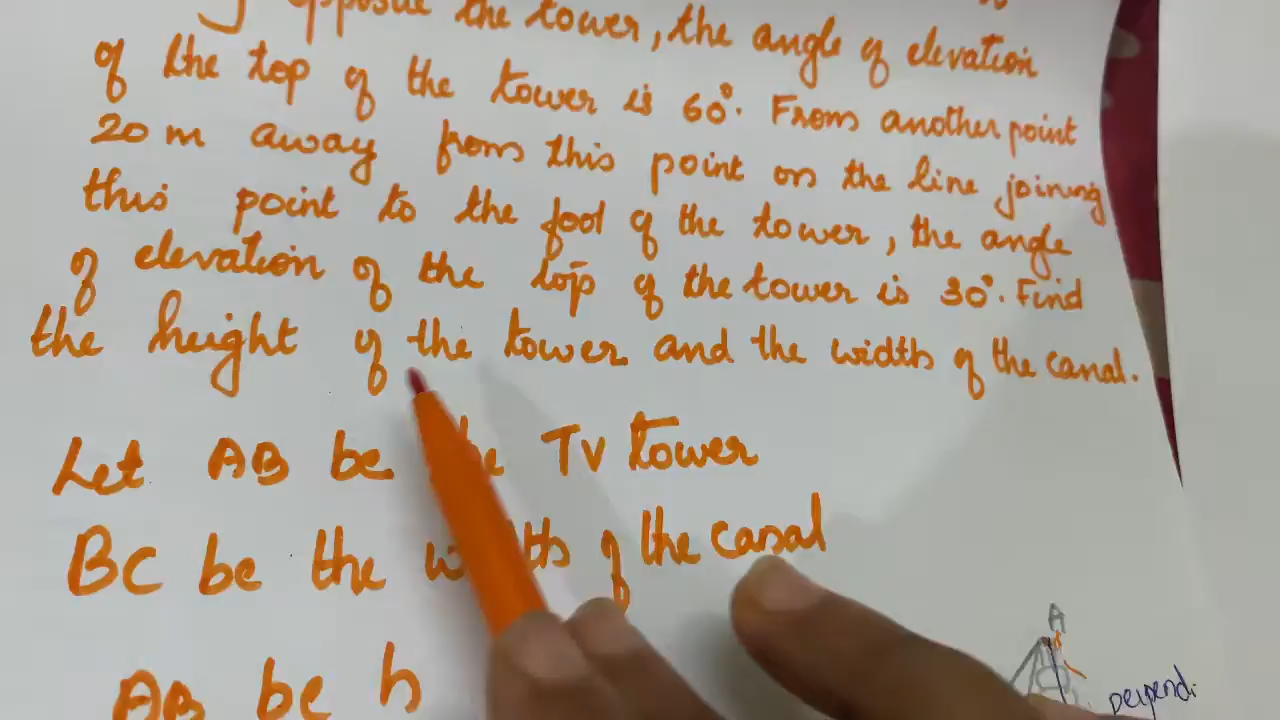 opposite the tower, the angle of elevation
of the top of the tower is 60°. From another point
20 m away from this point on the line joining
this point to the foot of the tower, the angle
of elevation of the top of the tower is 30°. Find
the height of the tower and the width of the canal.
Let AB be the TV tower
BC be the width of the canal
AB be h
A
perpendi